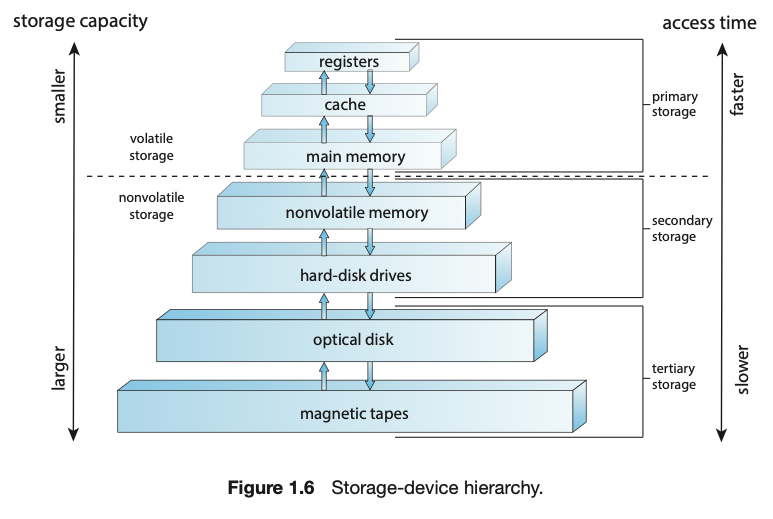 storage capacity
access time
smaller
larger
faster
slower
registers
cache
main memory
nonvolatile memory
hard-disk drives
optical disk
magnetic tapes
volatile
storage
nonvolatile
storage
primary
storage
secondary
storage
tertiary
storage
Figure 1.6 Storage-device hierarchy.